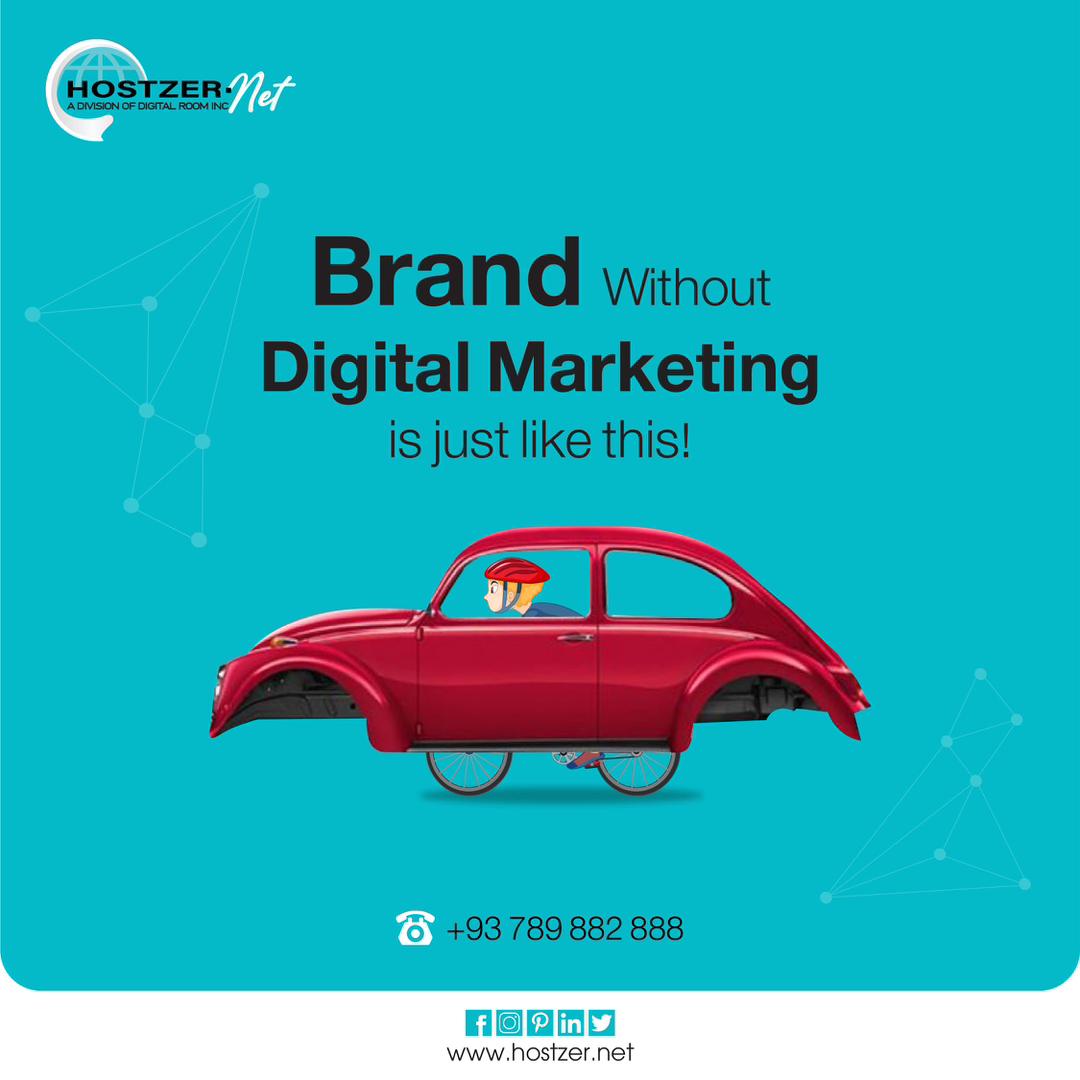 HOSTZER.Net
A DIVISION OF DIGITAL ROOM INC
Brand Without
Digital Marketing
is just like this!
+93 789 882 888
www.hostzer.net